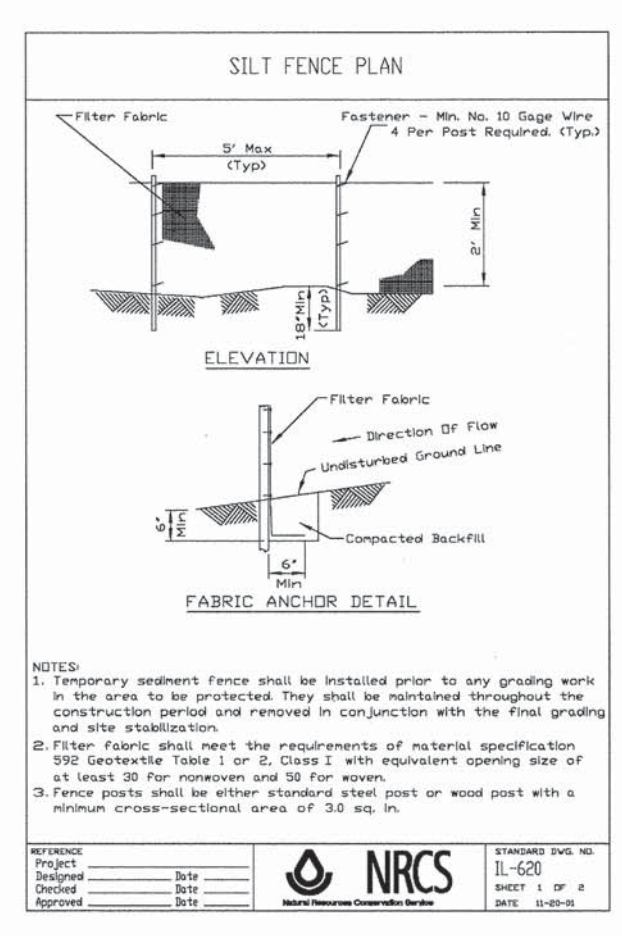 SILT FENCE PLAN
Filter Fabric
Fastener - Min. No. 10 Gage Wire
4 Per Post Required. (Typ.)
5' Max
(Typ)
2' Min
18"Min
(Typ)
ELEVATION
Filter Fabric
Direction Of Flow
Undisturbed Ground Line
6"
Min
Compacted Backfill
6"
Min
FABRIC ANCHOR DETAIL
NOTES:
1. Temporary sediment fence shall be installed prior to any grading work
in the area to be protected. They shall be maintained throughout the
construction period and removed in conjunction with the final grading
and site stabilization.
2. Filter fabric shall meet the requirements of material specification
592 Geotextile Table 1 or 2, Class I with equivalent opening size of
at least 30 for nonwoven and 50 for woven.
3. Fence posts shall be either standard steel post or wood post with a
minimum cross-sectional area of 3.0 sq. in.
REFERENCE
Project
Designed Date
Checked Date
Approved Date
NRCS
Natural Resources Conservation Service
STANDARD DWG. NO.
IL-620
SHEET 1 OF 2
DATE 11-20-01